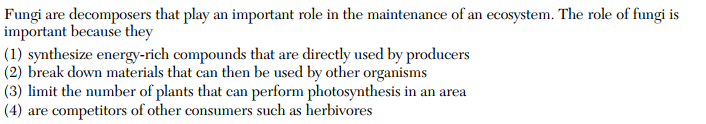 Fungi are decomposers that play an important role in the maintenance of an ecosystem. The role of fungi is
important because they
(1) synthesize energy-rich compounds that are directly used by producers
(2) break down materials that can then be used by other organisms
(3) limit the number of plants that can perform photosynthesis in an area
(4) are competitors of other consumers such as herbivores